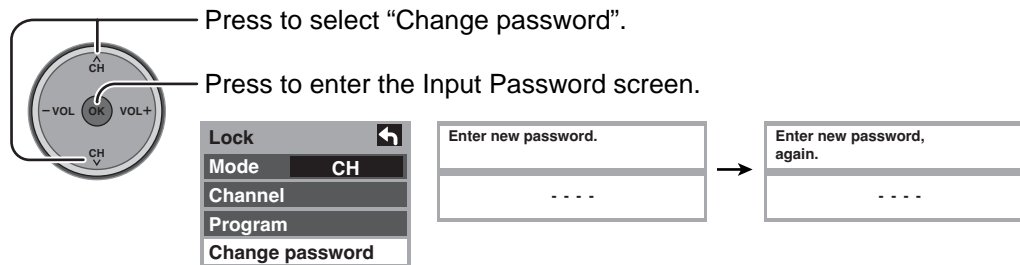 Press to select “Change password”.
CH
Press to enter the Input Password screen.
−VOL OK VOL+
CH
Lock
Mode CH
Channel
Program
Change password
Enter new password.
- - - -
Enter new password,
again.
- - - -